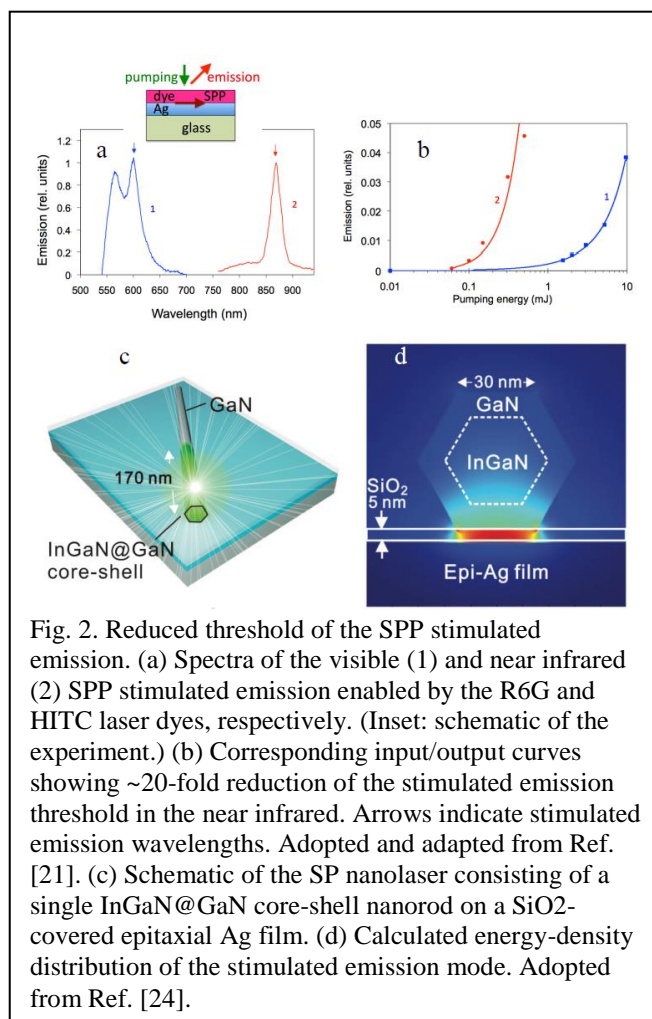 pumping emission
dye SPP
Ag
glass
a
Emission (rel. units)
1.2
1
0.8
0.6
0.4
0.2
0
1
2
500 600 700 800 900
Wavelength (nm)
b
Emission (rel. units)
0.05
0.04
0.03
0.02
0.01
0
2
1
0.01 0.1 1 10
Pumping energy (mJ)
c
GaN
170 nm
InGaN@GaN
core-shell
d
30 nm
GaN
InGaN
SiO2
5 nm
Epi-Ag film
Fig. 2. Reduced threshold of the SPP stimulated
emission. (a) Spectra of the visible (1) and near infrared
(2) SPP stimulated emission enabled by the R6G and
HITC laser dyes, respectively. (Inset: schematic of the
experiment.) (b) Corresponding input/output curves
showing ~20-fold reduction of the stimulated emission
threshold in the near infrared. Arrows indicate stimulated
emission wavelengths. Adopted and adapted from Ref.
[21]. (c) Schematic of the SP nanolaser consisting of a
single InGaN@GaN core-shell nanorod on a SiO2-
covered epitaxial Ag film. (d) Calculated energy-density
distribution of the stimulated emission mode. Adopted
from Ref. [24].